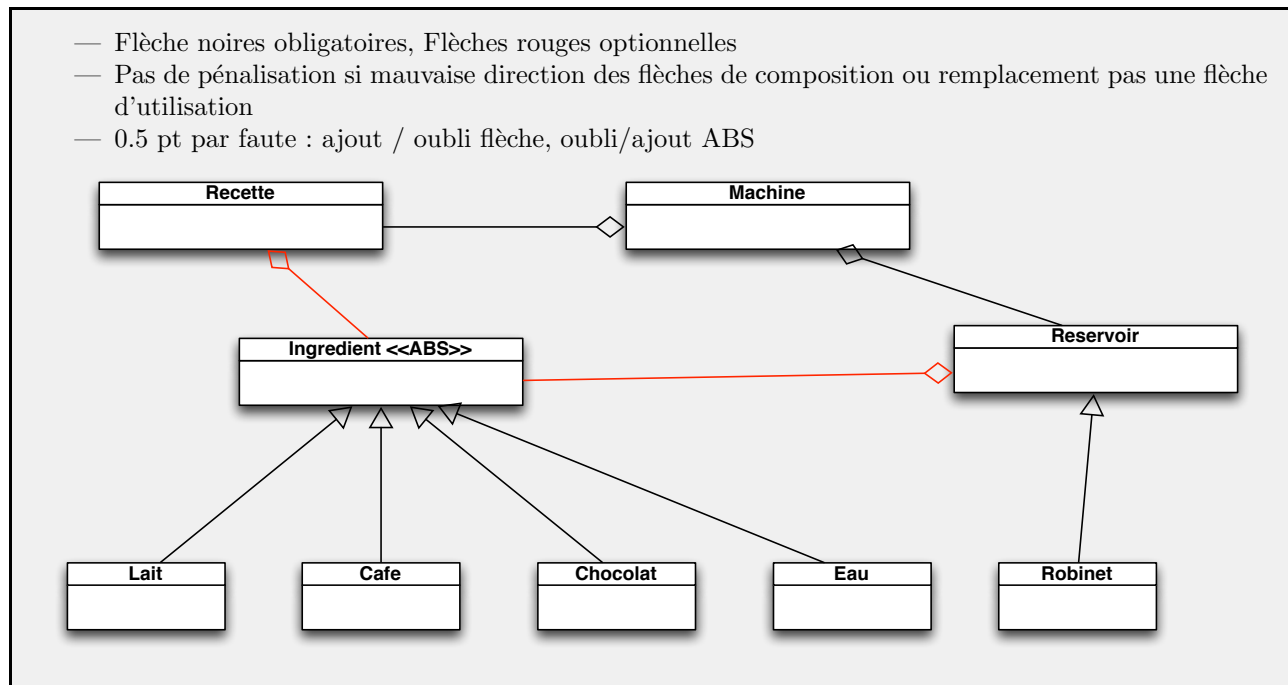 — Flèche noires obligatoires, Flèches rouges optionnelles
— Pas de pénalisation si mauvaise direction des flèches de composition ou remplacement pas une flèche
d'utilisation
— 0.5 pt par faute : ajout / oubli flèche, oubli/ajout ABS
Recette
Machine
Ingredient <<ABS>>
Reservoir
Lait
Cafe
Chocolat
Eau
Robinet